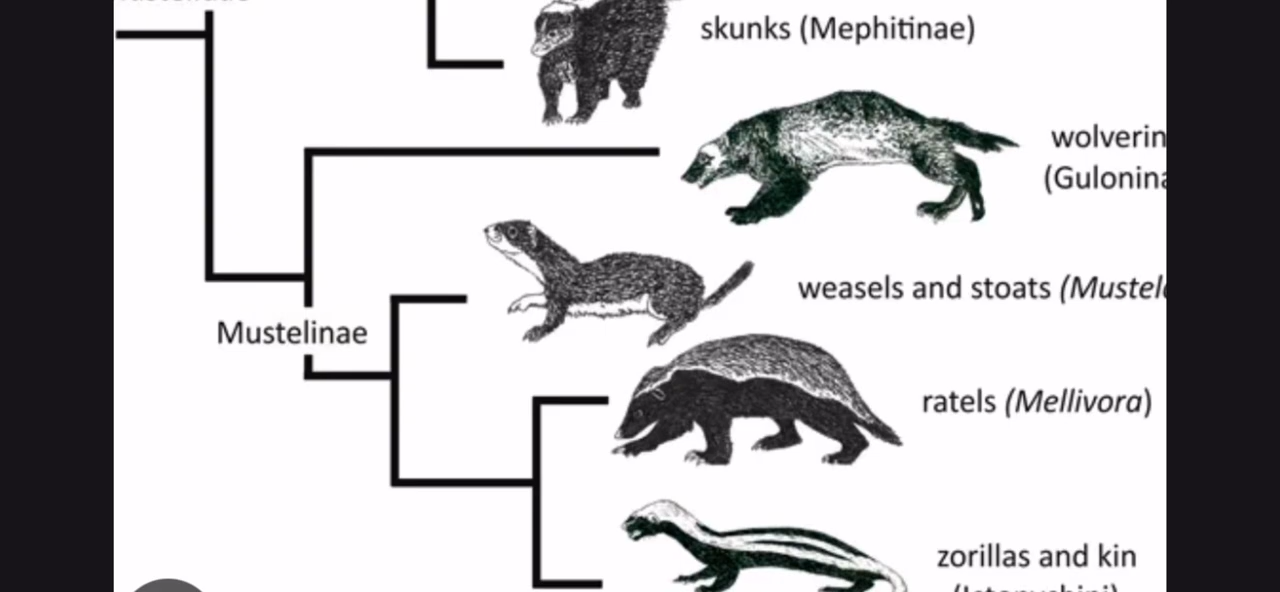 skunks (Mephitinae)
wolverin
(Gulonina
weasels and stoats (Mustel
Mustelinae
ratels (Mellivora)
zorillas and kin